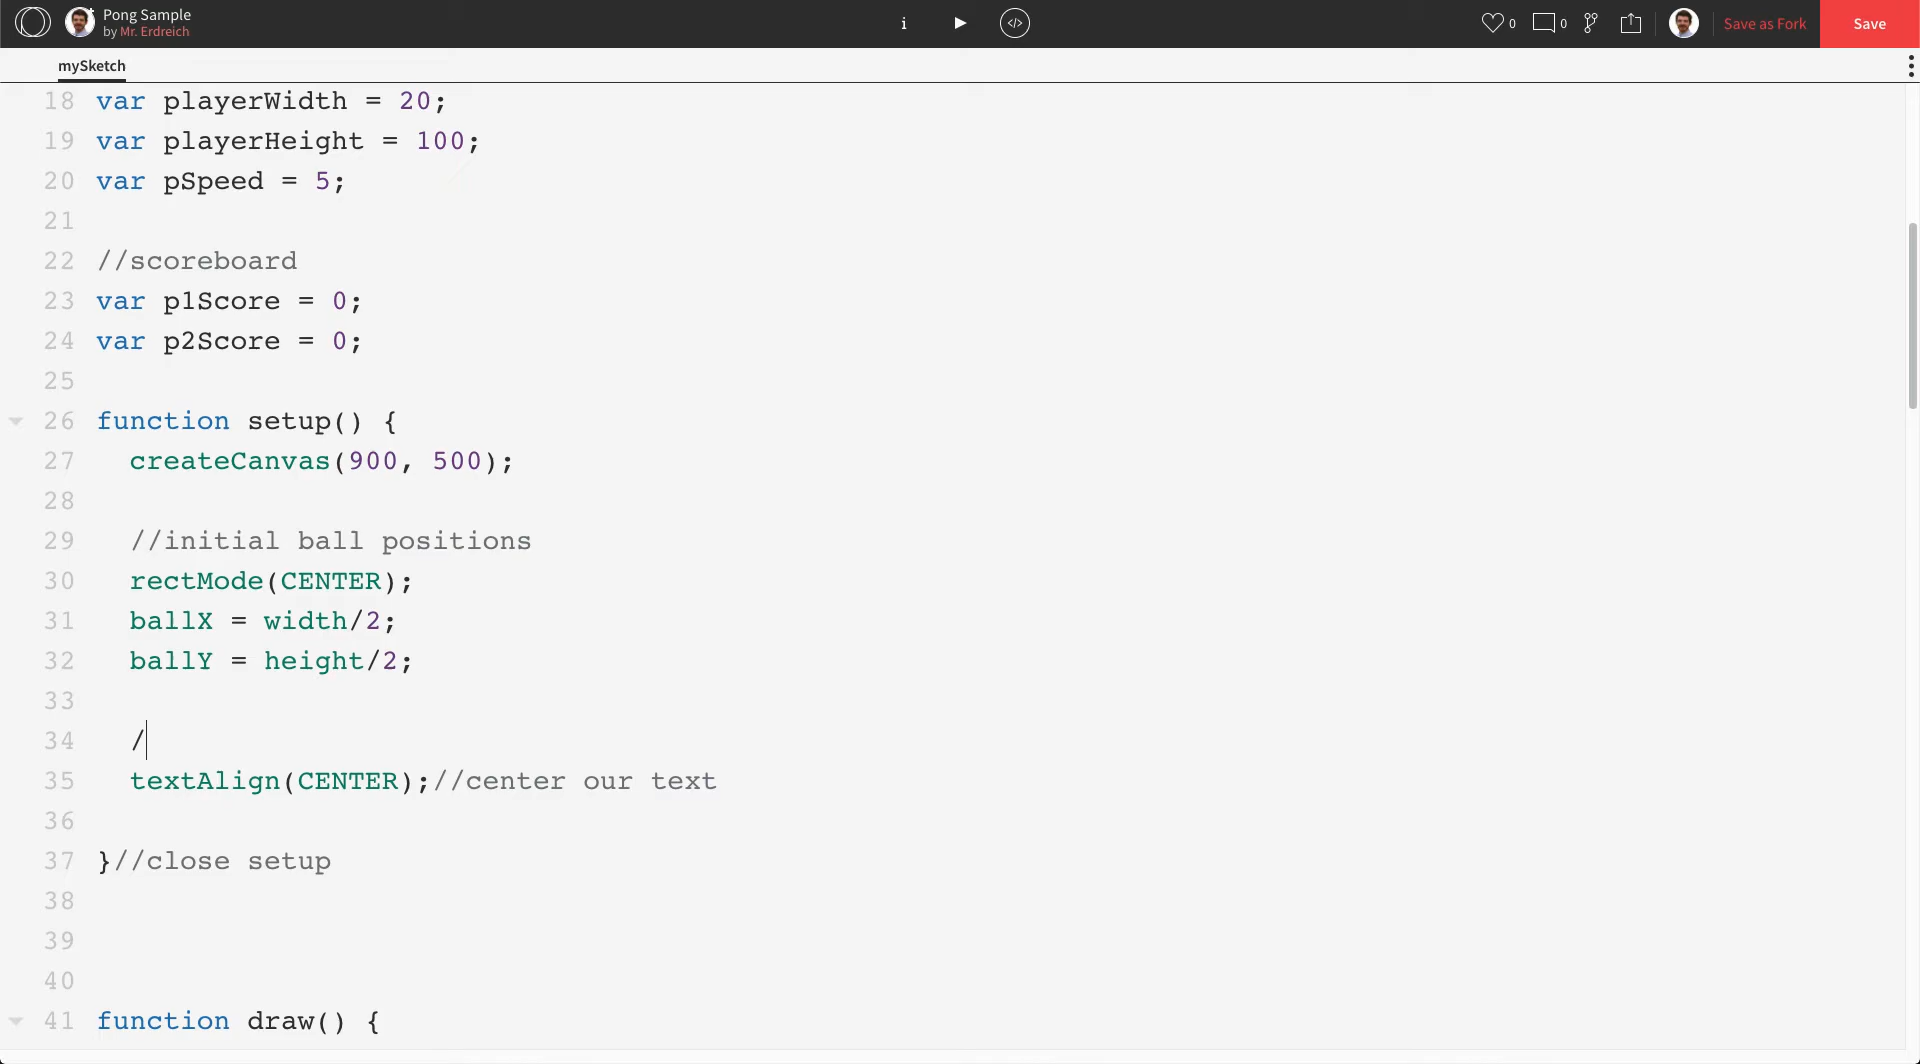 Pong Sample
by Mr. Erdreich
i
</>
0
0
Save as Fork
Save
mySketch
18 var playerWidth = 20;
19 var playerHeight = 100;
20 var pSpeed = 5;
21
22 //scoreboard
23 var p1Score = 0;
24 var p2Score = 0;
25
26 function setup() {
27 createCanvas(900, 500);
28
29 //initial ball positions
30 rectMode(CENTER);
31 ballX = width/2;
32 ballY = height/2;
33
34 /
35 textAlign(CENTER);//center our text
36
37 }//close setup
38
39
40
41 function draw() {